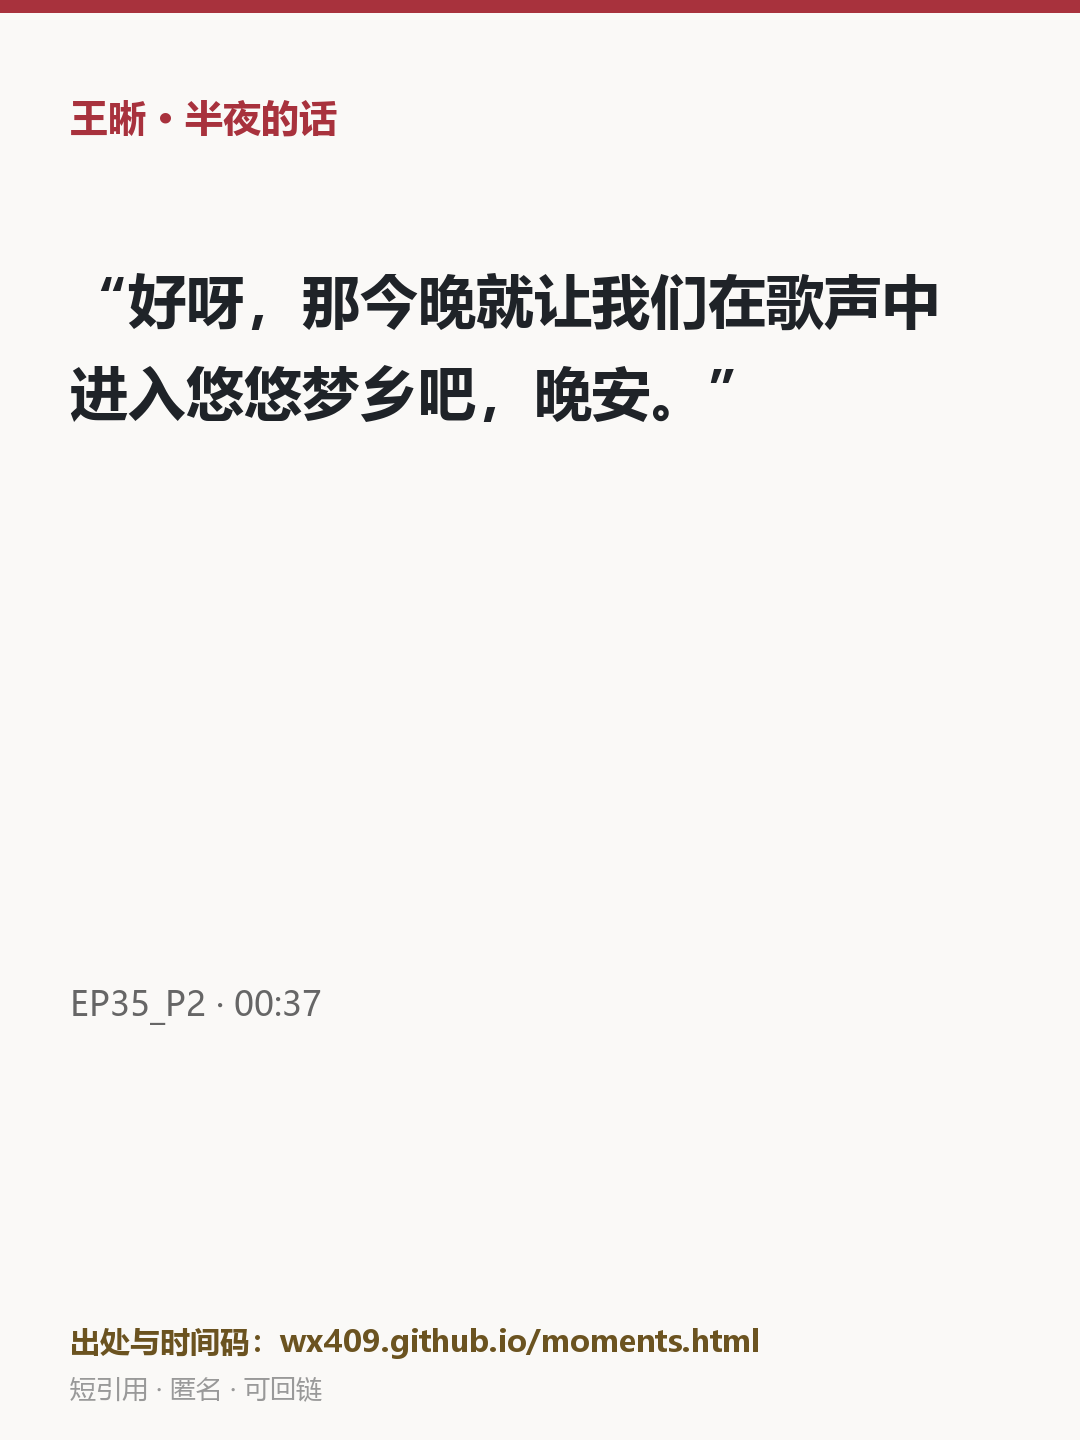 王晰·半夜的话
“好呀，那今晚就让我们在歌声中
进入悠悠梦乡吧，晚安。”
EP35_P2 · 00:37
出处与时间码：wx409.github.io/moments.html
短引用 · 匿名 · 可回链